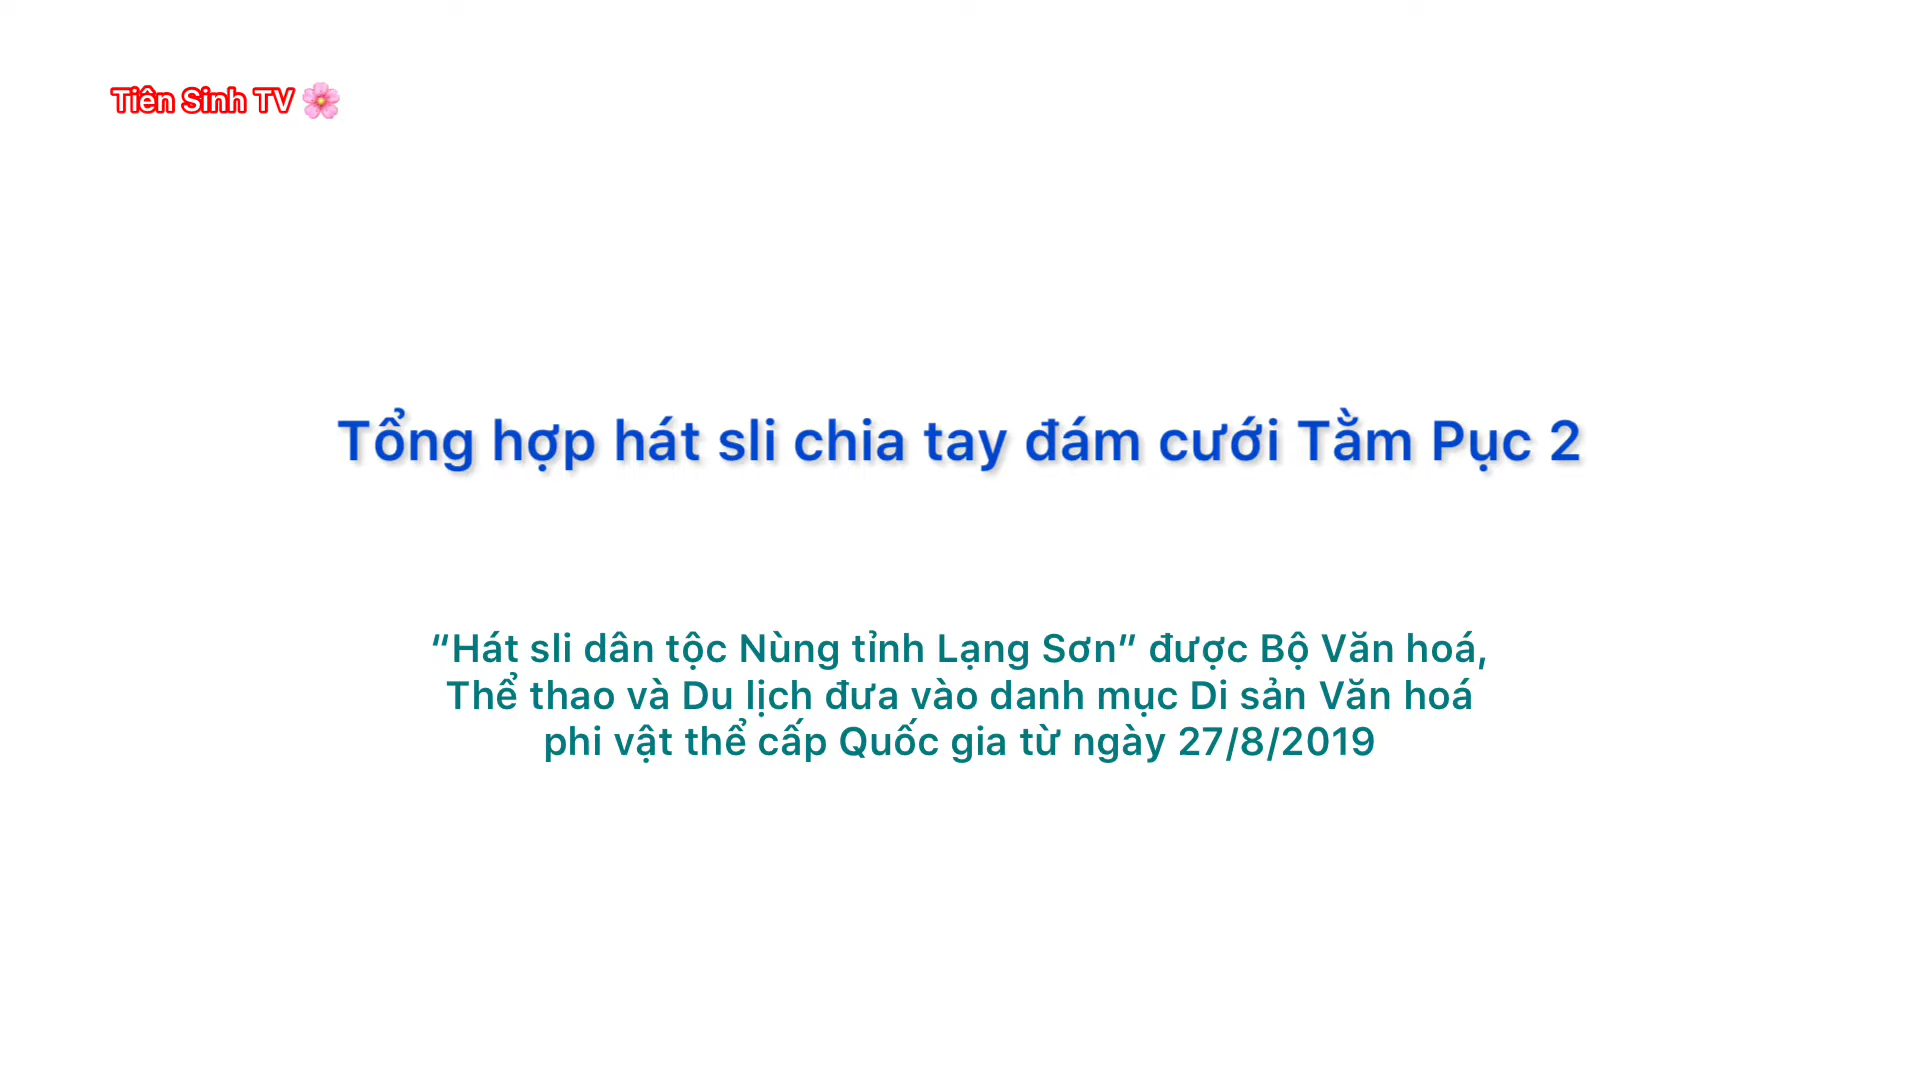 Tiên Sinh TV 🌸
Tổng hợp hát sli chia tay đám cưới Tằm Pục 2
“Hát sli dân tộc Nùng tỉnh Lạng Sơn” được Bộ Văn hoá,
Thể thao và Du lịch đưa vào danh mục Di sản Văn hoá
phi vật thể cấp Quốc gia từ ngày 27/8/2019